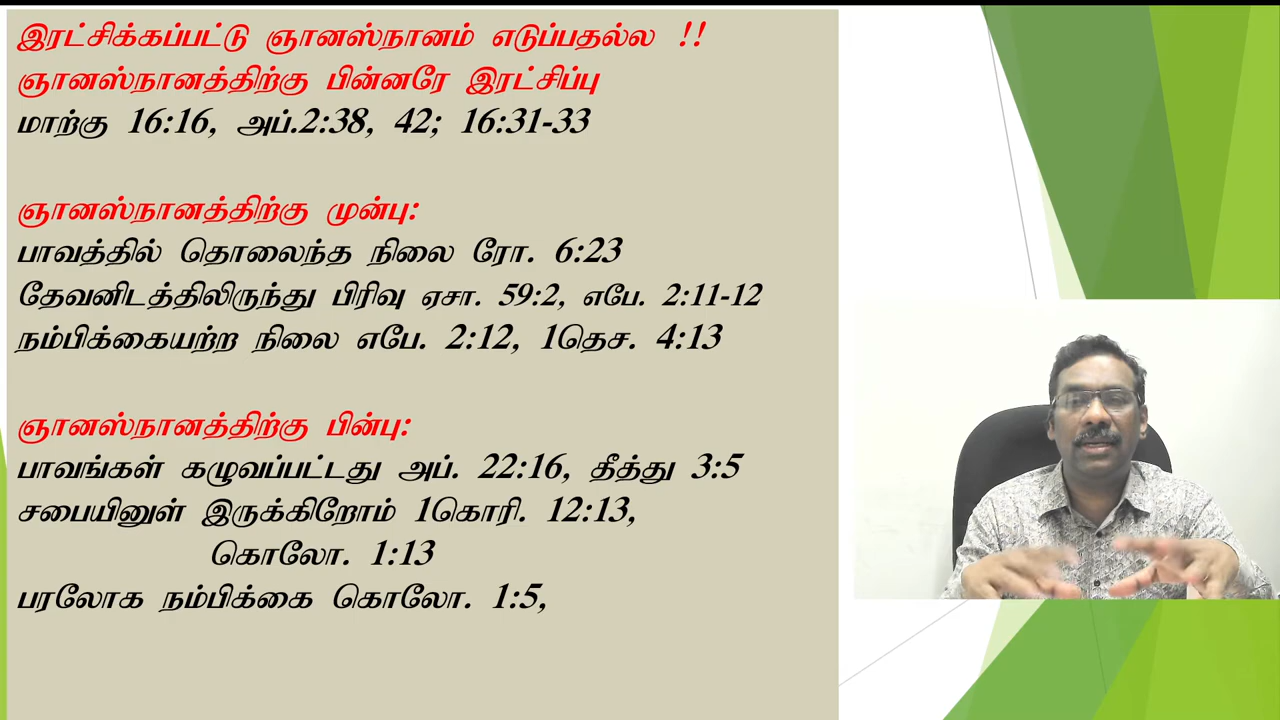 இரட்சிக்கப்பட்டு ஞானஸ்நானம் எடுப்பதல்ல !!
ஞானஸ்நானத்திற்கு பின்னரே இரட்சிப்பு
மாற்கு 16:16, அப்.2:38, 42; 16:31-33
ஞானஸ்நானத்திற்கு முன்பு:
பாவத்தில் தொலைந்த நிலை ரோ. 6:23
தேவனிடத்திலிருந்து பிரிவு ஏசா. 59:2, எபே. 2:11-12
நம்பிக்கையற்ற நிலை எபே. 2:12, 1தெச. 4:13
ஞானஸ்நானத்திற்கு பின்பு:
பாவங்கள் கழுவப்பட்டது அப். 22:16, தீத்து 3:5
சபையினுள் இருக்கிறோம் 1கொரி. 12:13,
கொலோ. 1:13
பரலோக நம்பிக்கை கொலோ. 1:5,